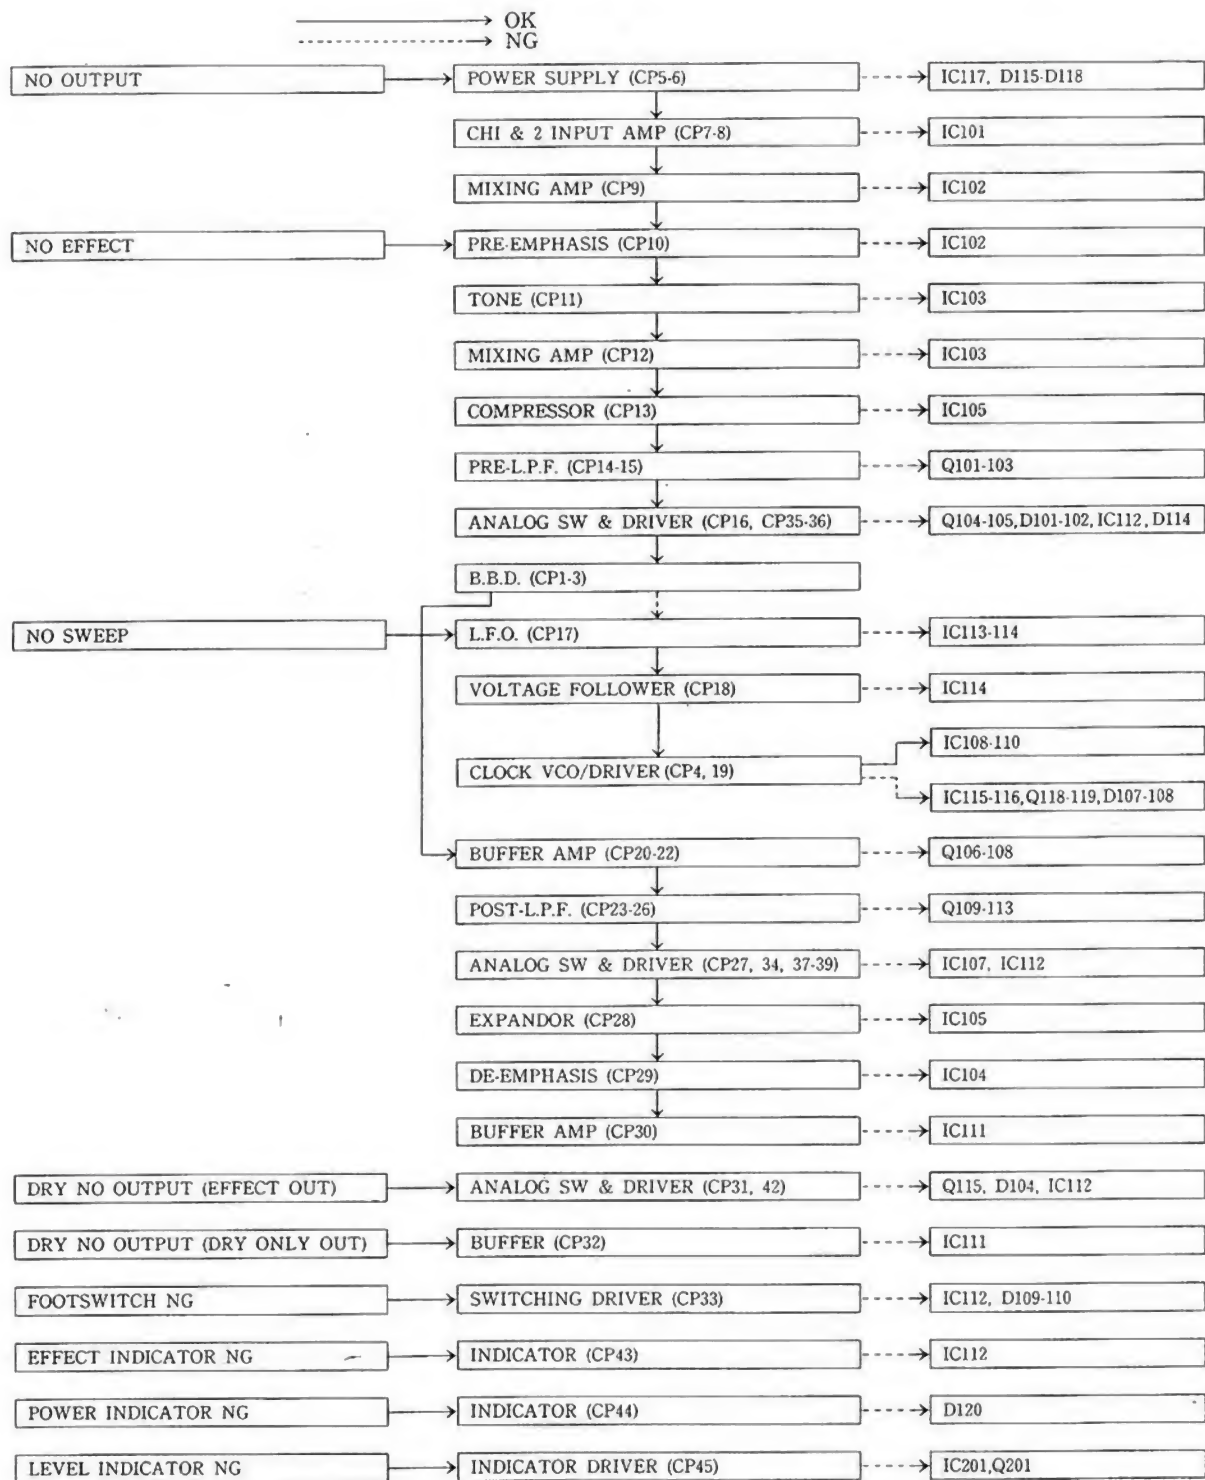 OK
NG
NO OUTPUT
POWER SUPPLY (CP5-6)
IC117, D115-D118
CHI & 2 INPUT AMP (CP7-8)
IC101
MIXING AMP (CP9)
IC102
NO EFFECT
PRE-EMPHASIS (CP10)
IC102
TONE (CP11)
IC103
MIXING AMP (CP12)
IC103
COMPRESSOR (CP13)
IC105
PRE-L.P.F. (CP14-15)
Q101-103
ANALOG SW & DRIVER (CP16, CP35-36)
Q104-105,D101-102,IC112,D114
B.B.D. (CP1-3)
NO SWEEP
L.F.O. (CP17)
IC113-114
VOLTAGE FOLLOWER (CP18)
IC114
IC108-110
CLOCK VCO/DRIVER (CP4, 19)
IC115-116,Q118-119,D107-108
BUFFER AMP (CP20-22)
Q106-108
POST-L.P.F. (CP23-26)
Q109-113
ANALOG SW & DRIVER (CP27, 34, 37-39)
IC107, IC112
EXPANDOR (CP28)
IC105
DE-EMPHASIS (CP29)
IC104
BUFFER AMP (CP30)
IC111
DRY NO OUTPUT (EFFECT OUT)
ANALOG SW & DRIVER (CP31, 42)
Q115, D104, IC112
DRY NO OUTPUT (DRY ONLY OUT)
BUFFER (CP32)
IC111
FOOTSWITCH NG
SWITCHING DRIVER (CP33)
IC112, D109-110
EFFECT INDICATOR NG
INDICATOR (CP43)
IC112
POWER INDICATOR NG
INDICATOR (CP44)
D120
LEVEL INDICATOR NG
INDICATOR DRIVER (CP45)
IC201,Q201